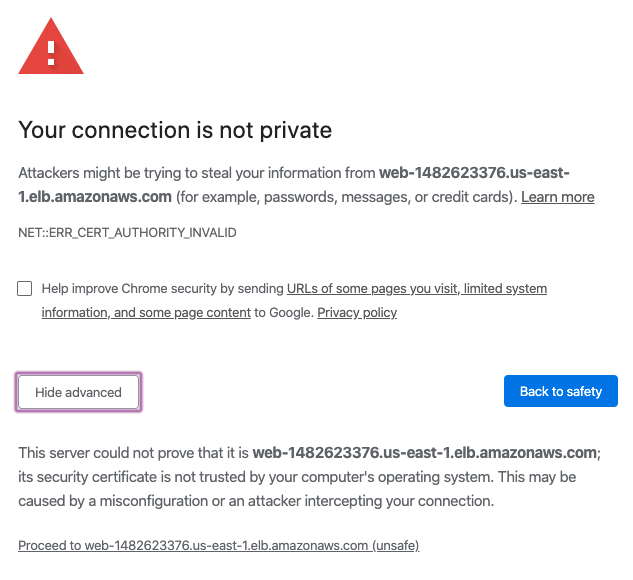 Your connection is not private
Attackers might be trying to steal your information from web-1482623376.us-east-
1.elb.amazonaws.com (for example, passwords, messages, or credit cards). Learn more
NET::ERR_CERT_AUTHORITY_INVALID
Help improve Chrome security by sending URLs of some pages you visit, limited system
information, and some page content to Google. Privacy policy
Hide advanced
Back to safety
This server could not prove that it is web-1482623376.us-east-1.elb.amazonaws.com;
its security certificate is not trusted by your computer's operating system. This may be
caused by a misconfiguration or an attacker intercepting your connection.
Proceed to web-1482623376.us-east-1.elb.amazonaws.com (unsafe)